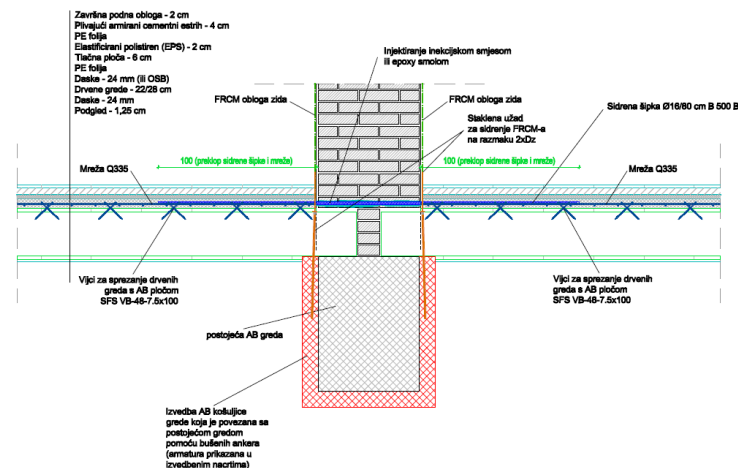 Završna podna obloga - 2 cm
Plivajući armirani cementni estrih - 4 cm
PE folija
Elastificirani polistiren (EPS) - 2 cm
Tlačna ploča - 6 cm
PE folija
Daske - 24 mm (ili OSB)
Drvene grede - 22/28 cm
Daske - 24 mm
Podgled - 1,25 cm
Injektiranje inekcijskom smjesom
ili epoxy smolom
FRCM obloga zida
FRCM obloga zida
Sidrena šipka Ø16/80 cm B 500 B
Staklena užad
za sidrenje FRCM-a
na razmaku 2xDz
100 (preklop sidrene šipke i mreže)
100 (preklop sidrene šipke i mreže)
Mreža Q335
Mreža Q335
Vijci za sprezanje drvenih
greda s AB pločom
SFS VB-48-7.5x100
Vijci za sprezanje drvenih
greda s AB pločom
SFS VB-48-7.5x100
postojeća AB greda
Izvedba AB košuljice
grede koja je povezana sa
postojećom gredom
pomoću bušenih ankera
(armatura prikazana u
izvedbenim nacrtima)